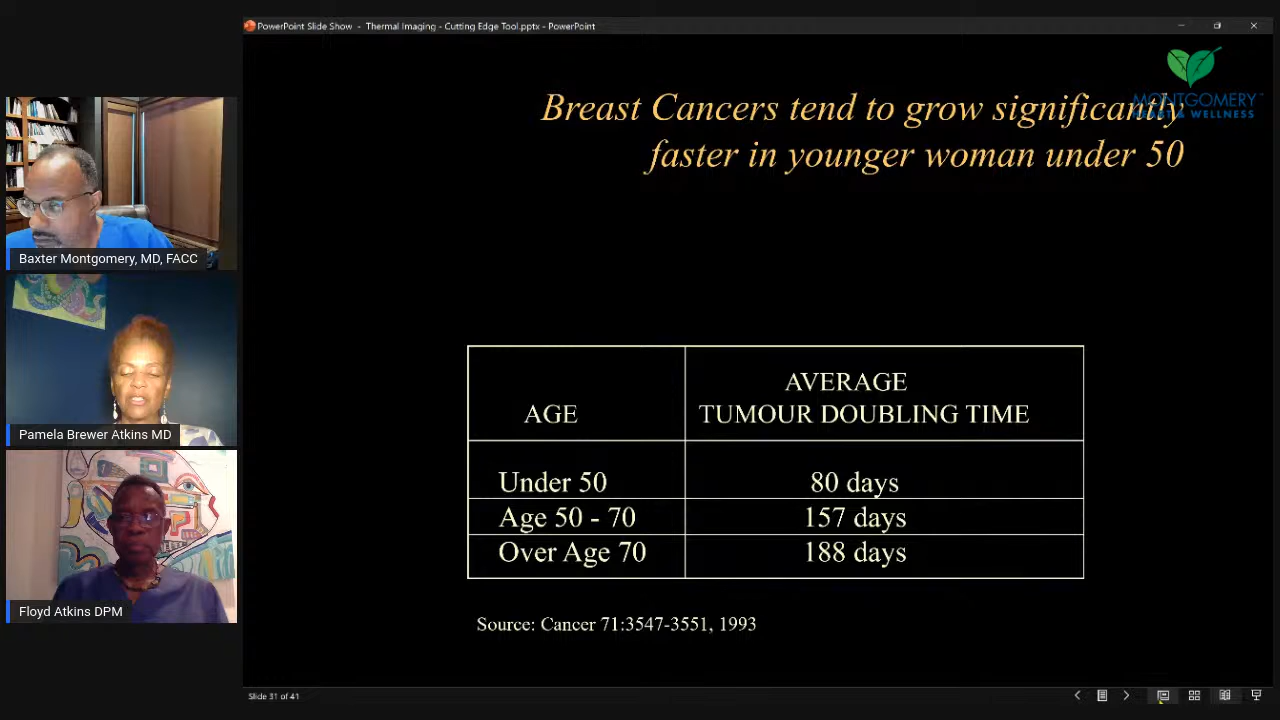 PowerPoint Slide Show - Thermal Imaging - Cutting Edge Tool.pptx - PowerPoint
MONTGOMERY
HEART & WELLNESS
Breast Cancers tend to grow significantly
faster in younger woman under 50
Baxter Montgomery, MD, FACC
Pamela Brewer Atkins MD
Floyd Atkins DPM
AGE
AVERAGE
TUMOUR DOUBLING TIME
Under 50 80 days
Age 50 - 70 157 days
Over Age 70 188 days
Source: Cancer 71:3547-3551, 1993
Slide 31 of 41